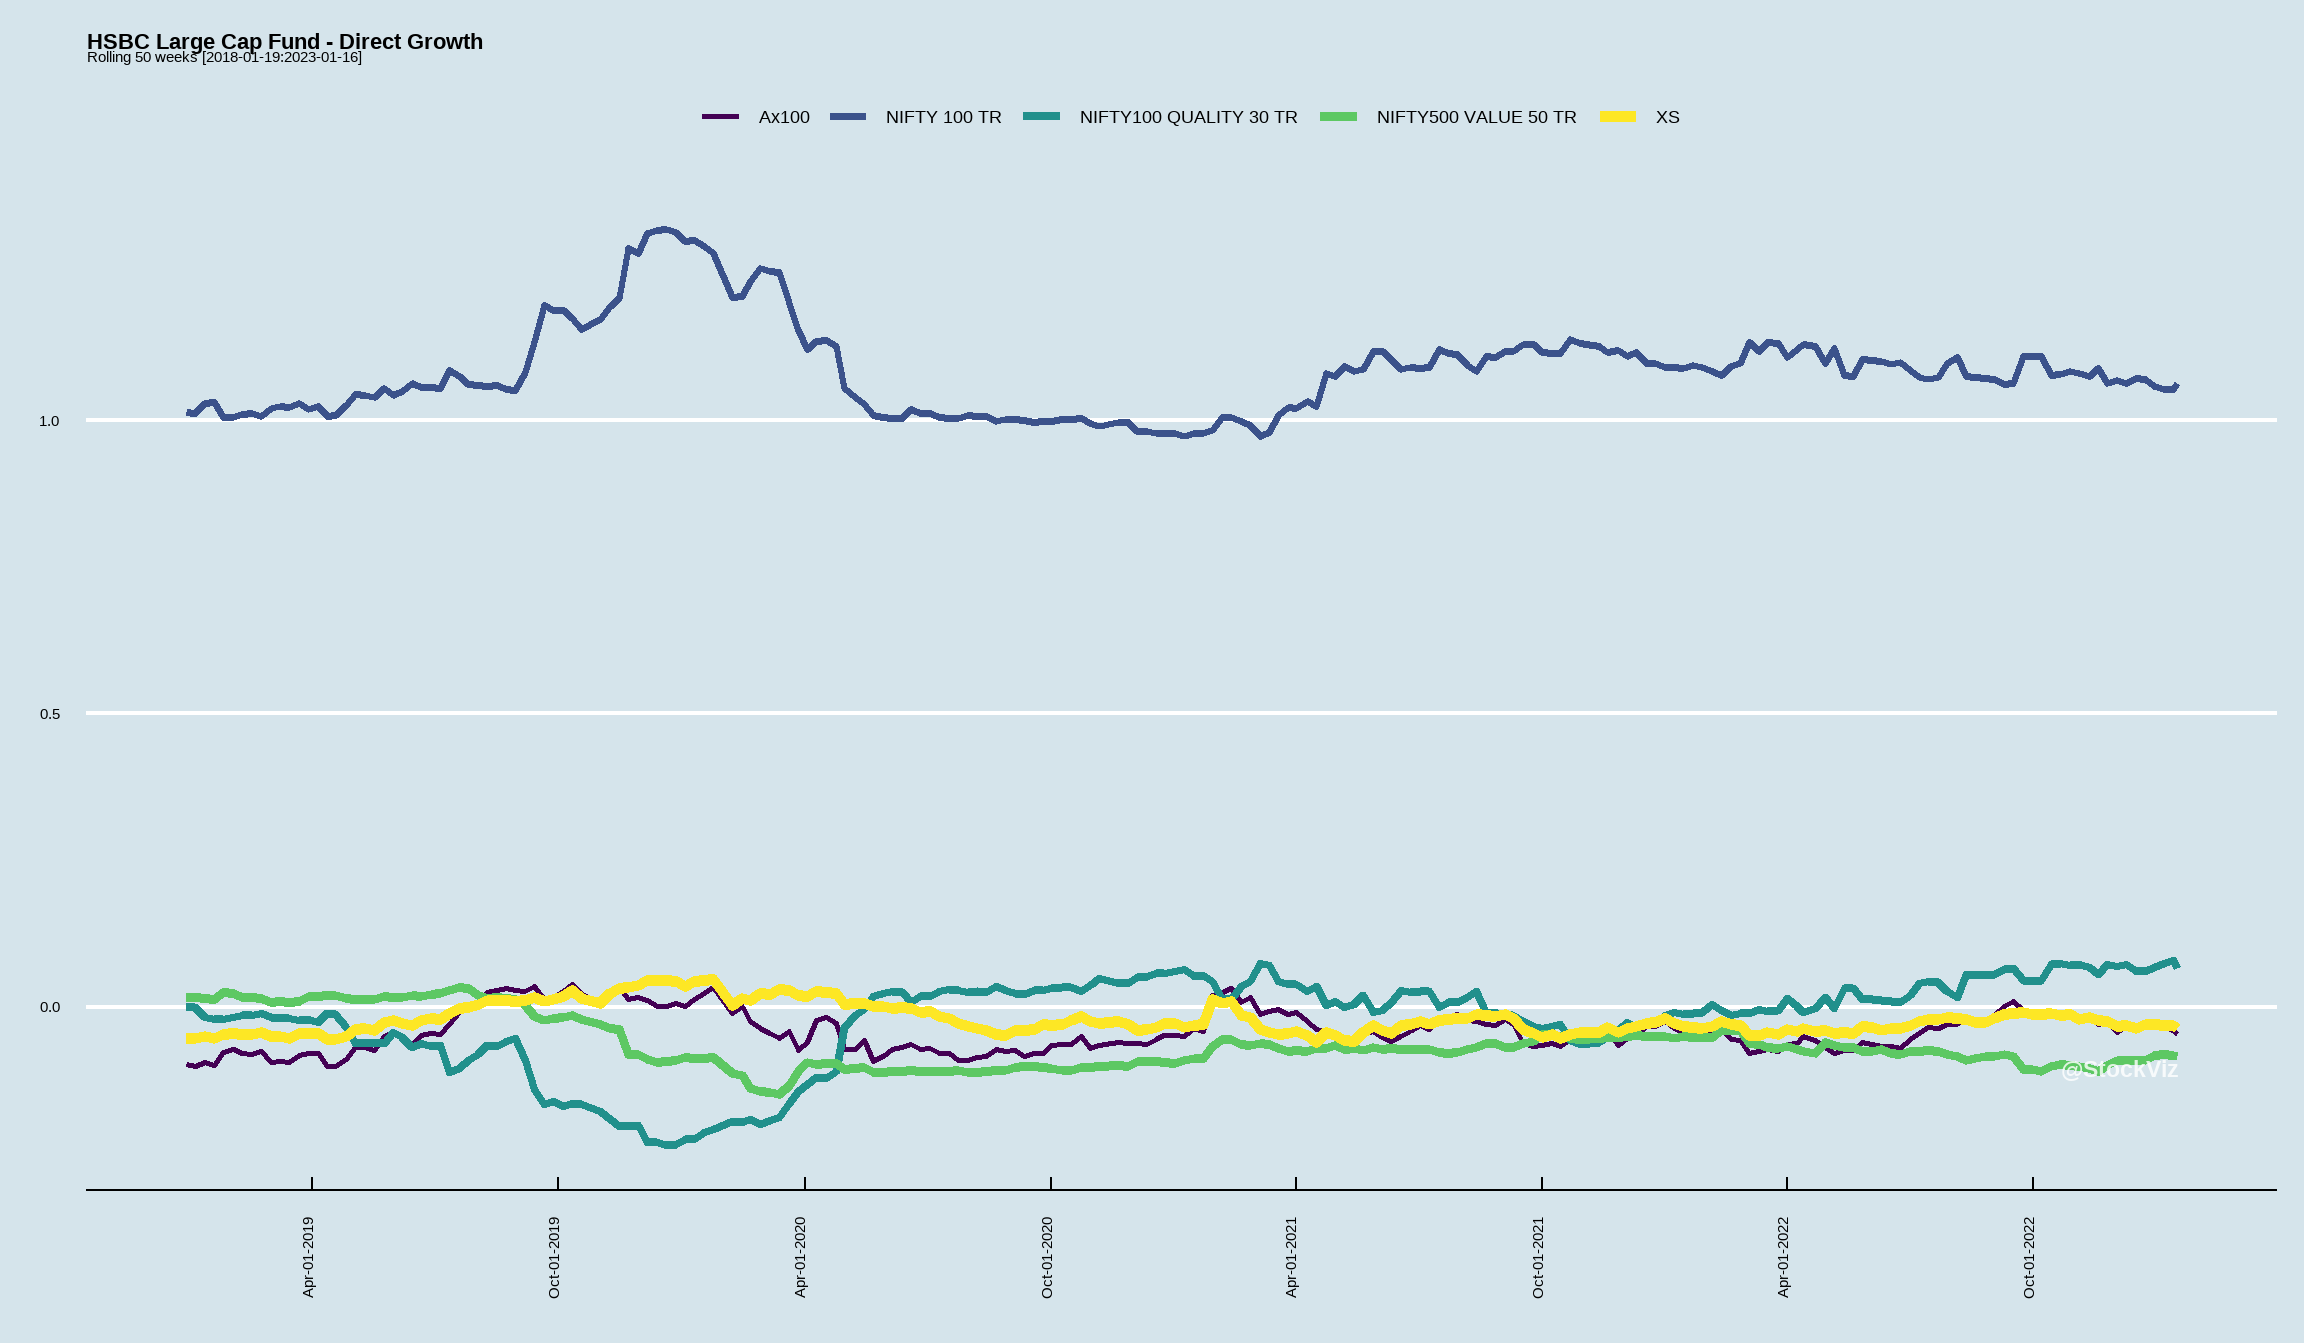 HSBC Large Cap Fund - Direct Growth
Rolling 50 weeks [2018-01-19:2023-01-16]
Ax100 NIFTY 100 TR NIFTY100 QUALITY 30 TR NIFTY500 VALUE 50 TR XS
1.0
0.5
0.0
@StockViz
Apr-01-2019 Oct-01-2019 Apr-01-2020 Oct-01-2020 Apr-01-2021 Oct-01-2021 Apr-01-2022 Oct-01-2022